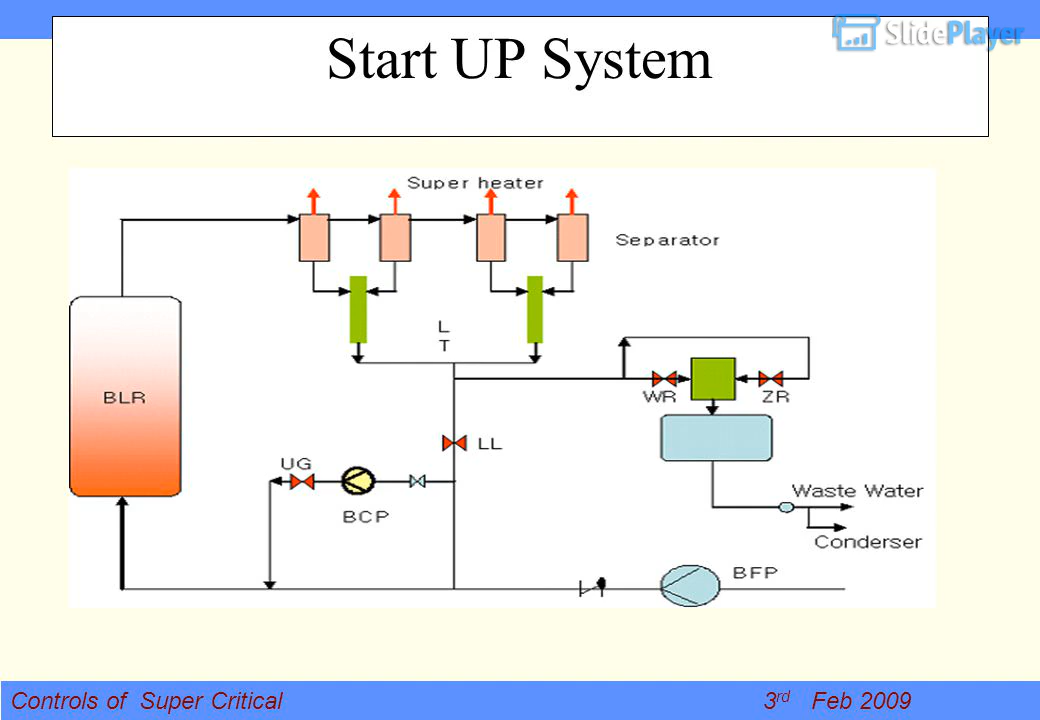 Start UP System
SlidePlayer
Super heater
Separator
L
T
BLR
WR
ZR
LL
UG
BCP
Waste Water
Conderser
BFP
Controls of Super Critical
3rd Feb 2009